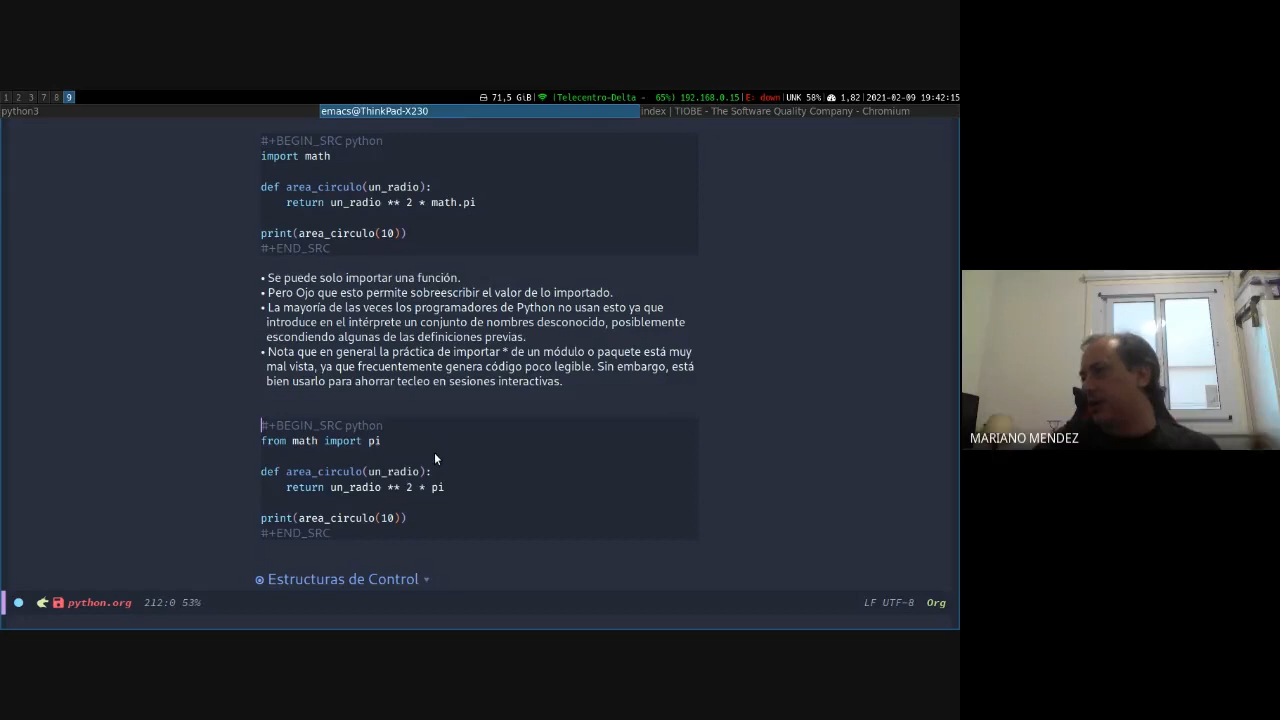 1 2 3 7 8 9
71,5 GiB| |Telecentro-Delta - 65%) 192.168.0.15|E: down|UNK 58%| 1,82 |2021-02-09 19:42:15
python3
emacs@ThinkPad-X230
index | TIOBE - The Software Quality Company - Chromium
#+BEGIN_SRC python
import math
def area_circulo(un_radio):
return un_radio ** 2 * math.pi
print(area_circulo(10))
#+END_SRC
• Se puede solo importar una función.
• Pero Ojo que esto permite sobreescribir el valor de lo importado.
• La mayoría de las veces los programadores de Python no usan esto ya que
introduce en el intérprete un conjunto de nombres desconocido, posiblemente
escondiendo algunas de las definiciones previas.
• Nota que en general la práctica de importar * de un módulo o paquete está muy
mal vista, ya que frecuentemente genera código poco legible. Sin embargo, está
bien usarlo para ahorrar tecleo en sesiones interactivas.
#+BEGIN_SRC python
from math import pi
def area_circulo(un_radio):
return un_radio ** 2 * pi
print(area_circulo(10))
#+END_SRC
Estructuras de Control
python.org 212:0 53%
LF UTF-8 Org
MARIANO MENDEZ